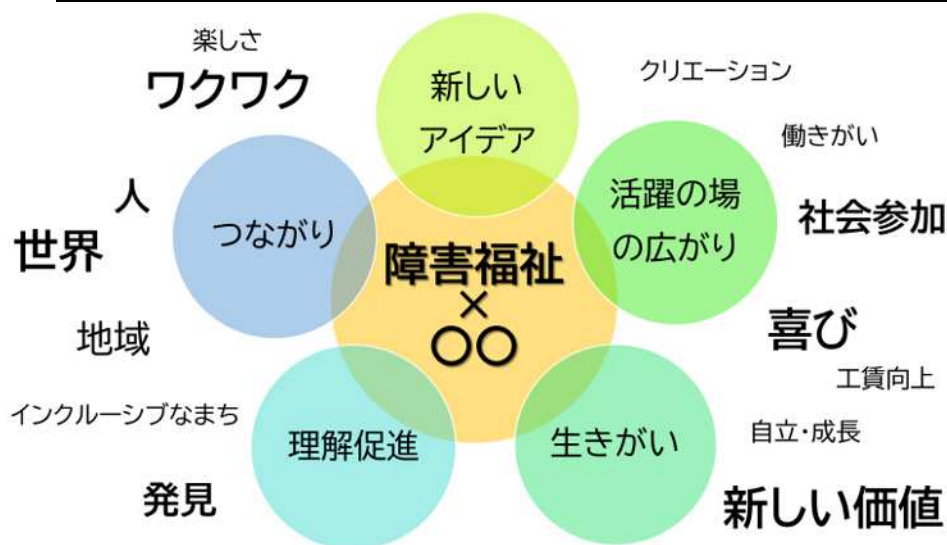 楽しさ
ワクワク
新しい
アイデア
クリエーション
働きがい
人
世界
つながり
活躍の場
の広がり
社会参加
障害福祉
×
〇〇
地域
喜び
工賃向上
インクルーシブなまち
理解促進
生きがい
自立・成長
発見
新しい価値